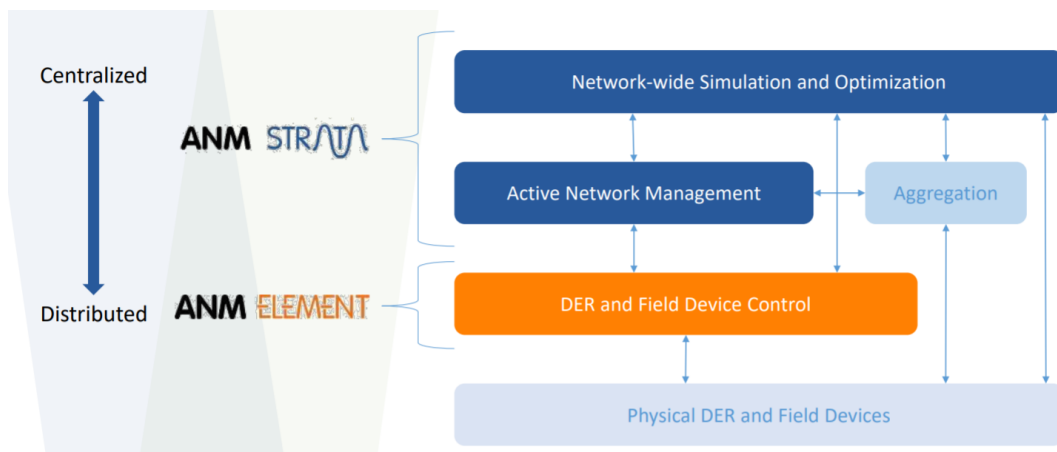 Centralized
Network-wide Simulation and Optimization
ANM STRATA
Active Network Management
Aggregation
Distributed
ANM ELEMENT
DER and Field Device Control
Physical DER and Field Devices